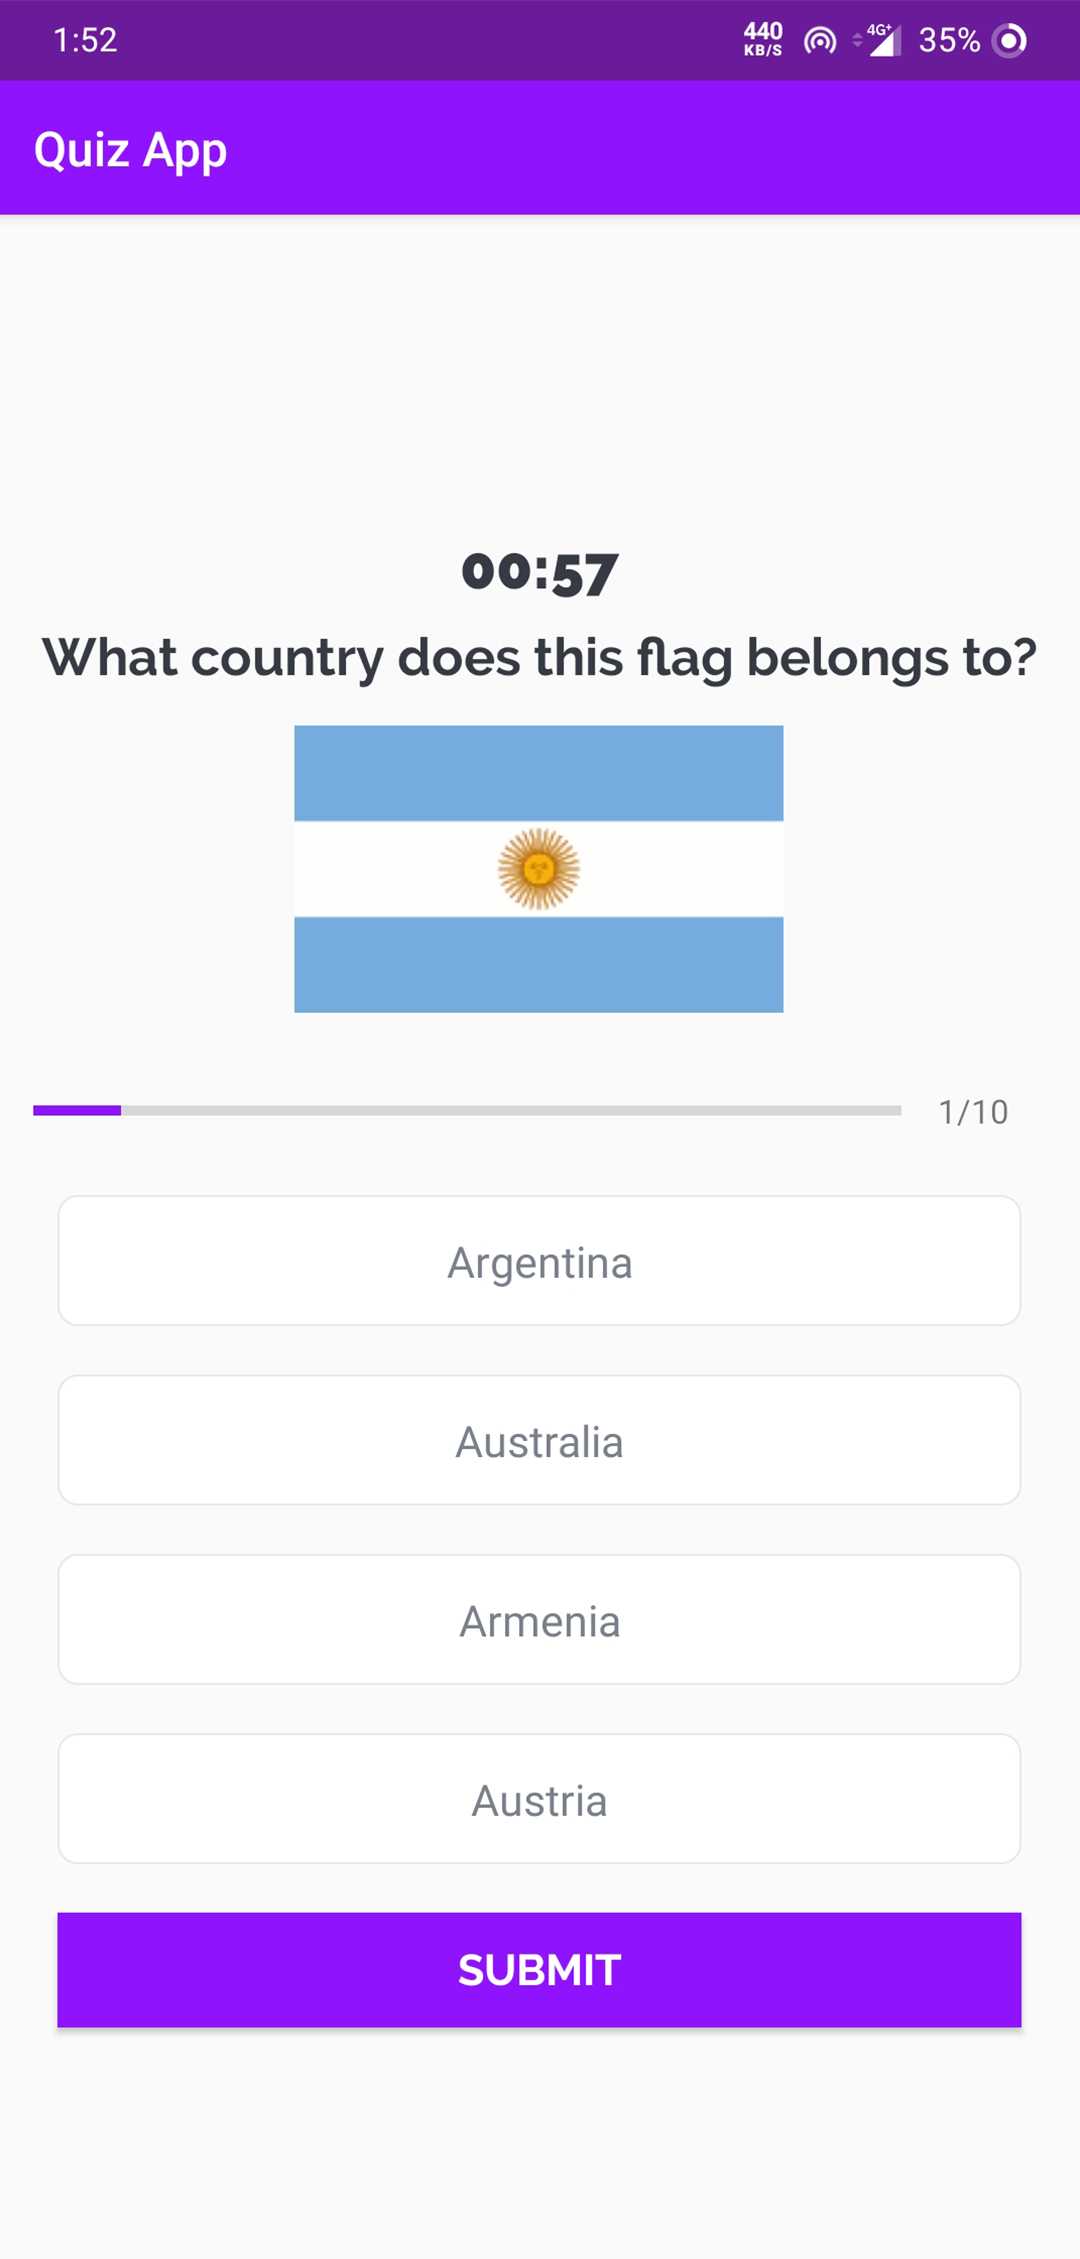 1:52
440
KB/S
4G+
35%
Quiz App
00:57
What country does this flag belongs to?
1/10
Argentina
Australia
Armenia
Austria
SUBMIT